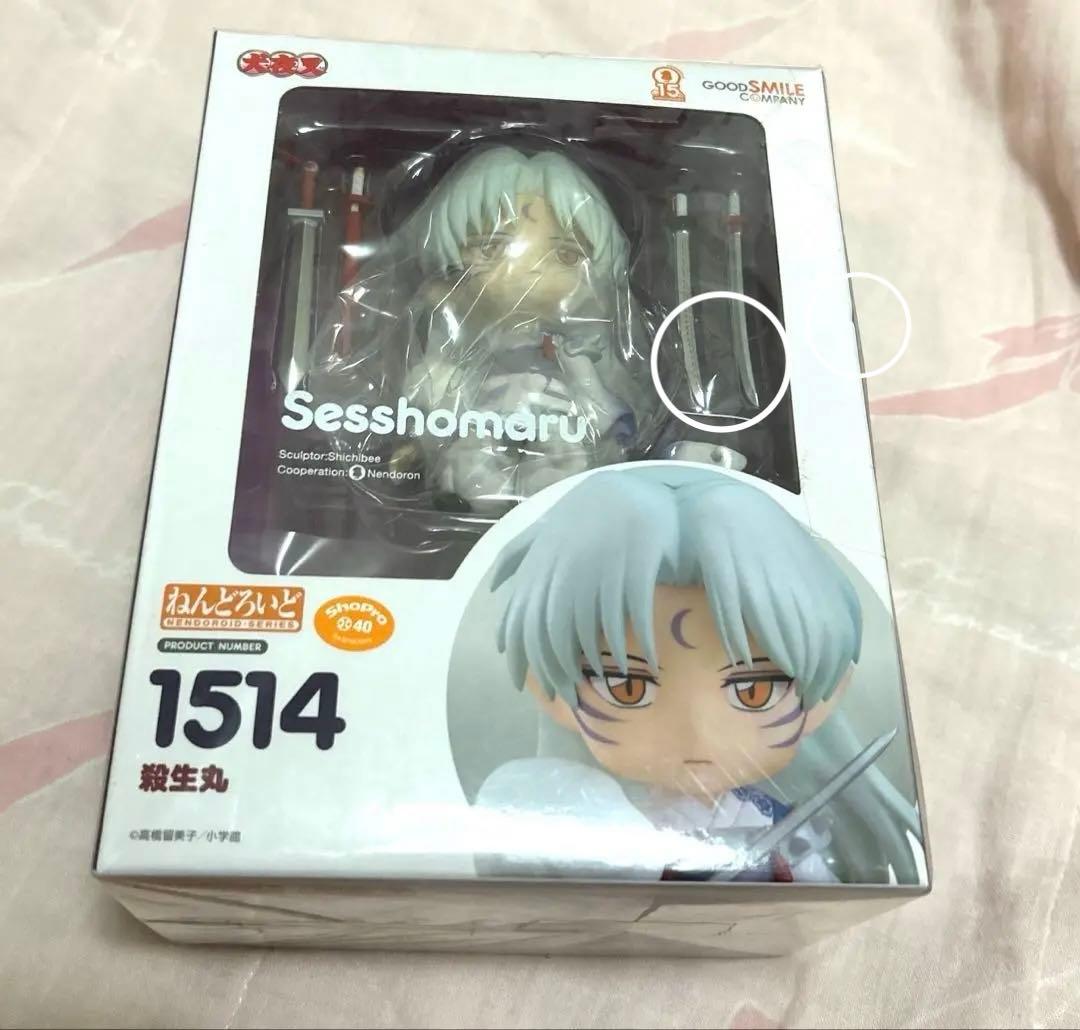 犬夜叉
15
GOODSMILE
COMPANY
Sesshomaru
Sculptor:Shichibee
Cooperation: Nendoron
ねんどろいど
NENDOROID・SERIES
ShoPro
40
PRODUCT NUMBER
1514
殺生丸
©高橋留美子／小学館